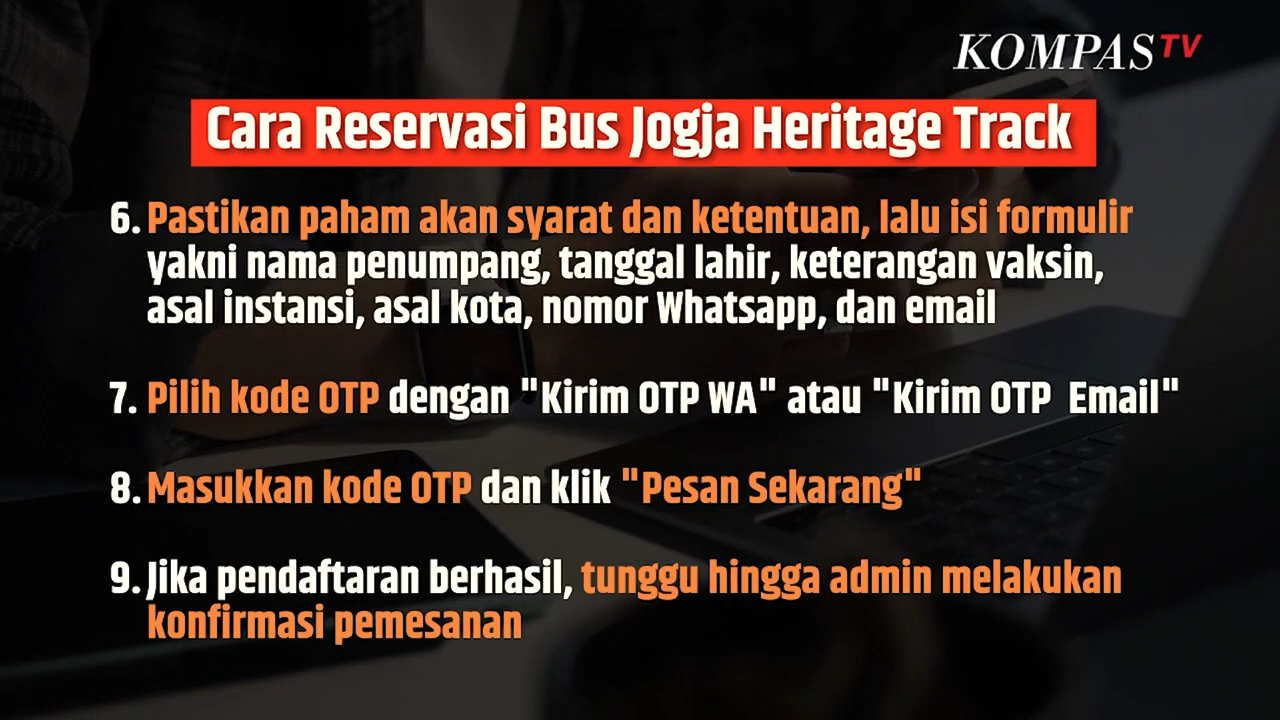 KOMPASTV
Cara Reservasi Bus Jogja Heritage Track
6. Pastikan paham akan syarat dan ketentuan, lalu isi formulir
yakni nama penumpang, tanggal lahir, keterangan vaksin,
asal instansi, asal kota, nomor Whatsapp, dan email
7. Pilih kode OTP dengan "Kirim OTP WA" atau "Kirim OTP  Email"
8. Masukkan kode OTP dan klik "Pesan Sekarang"
9. Jika pendaftaran berhasil, tunggu hingga admin melakukan
konfirmasi pemesanan